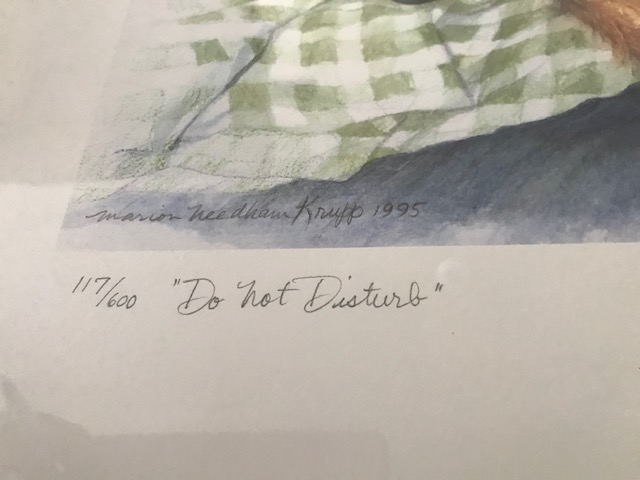 Marion Needham Krupp 1995
117/600 "Do Not Disturb"